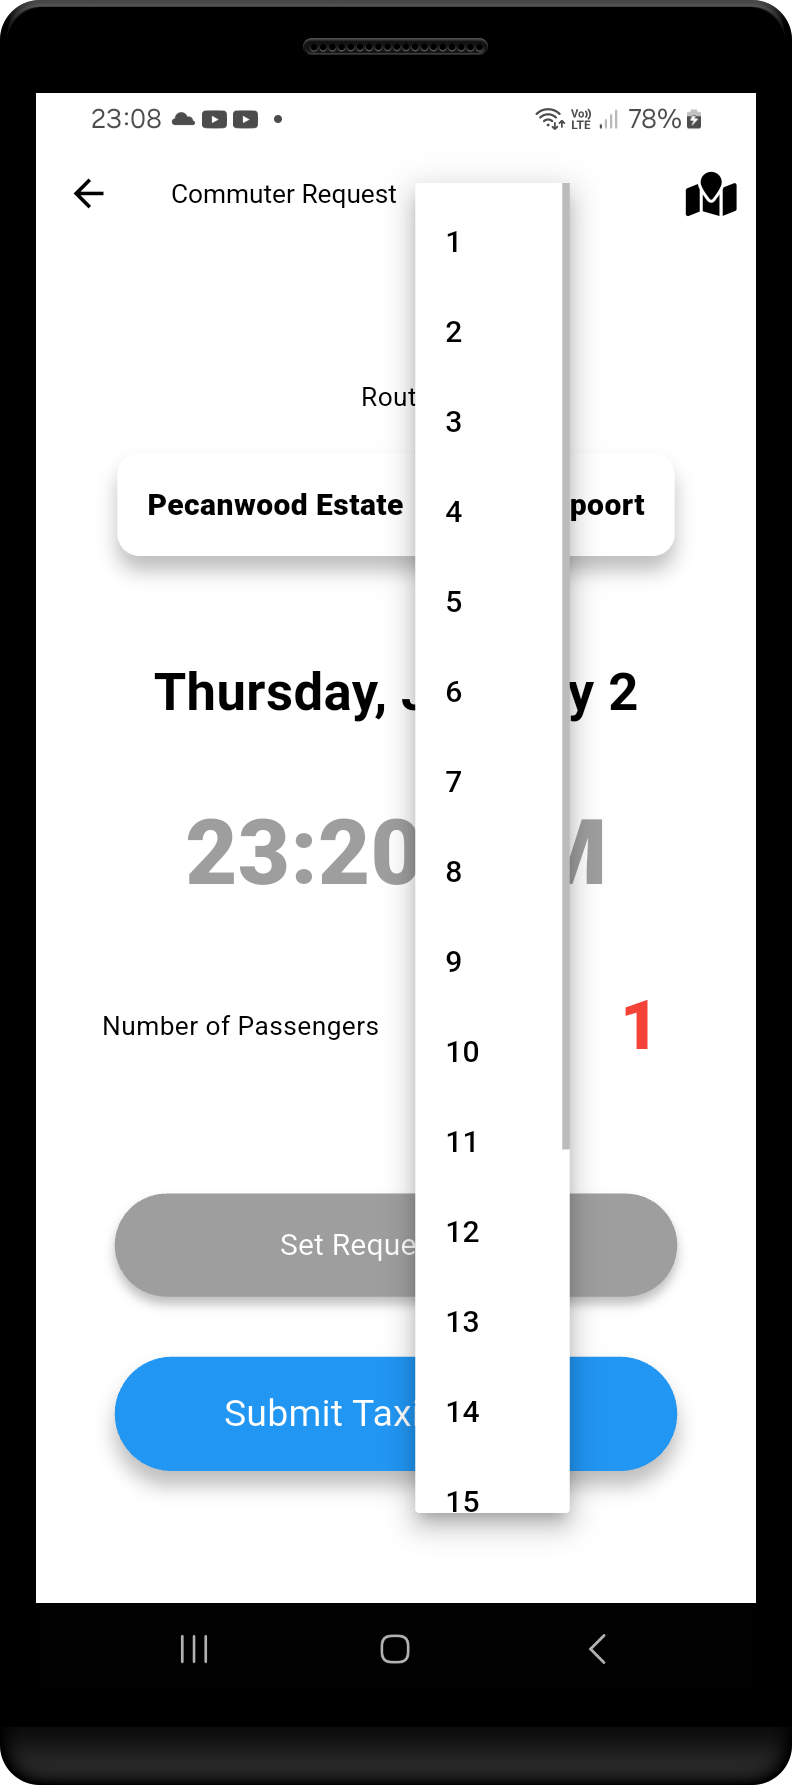 23:08 Vo)) LTE 78%
Commuter Request
1
2
Rout
3
Pecanwood Estate 4 poort
5
Thursday, J 6 y 2
7
23:20 8 M
9
Number of Passengers 10 1
11
Set Reque 12
13
Submit Taxi 14
15